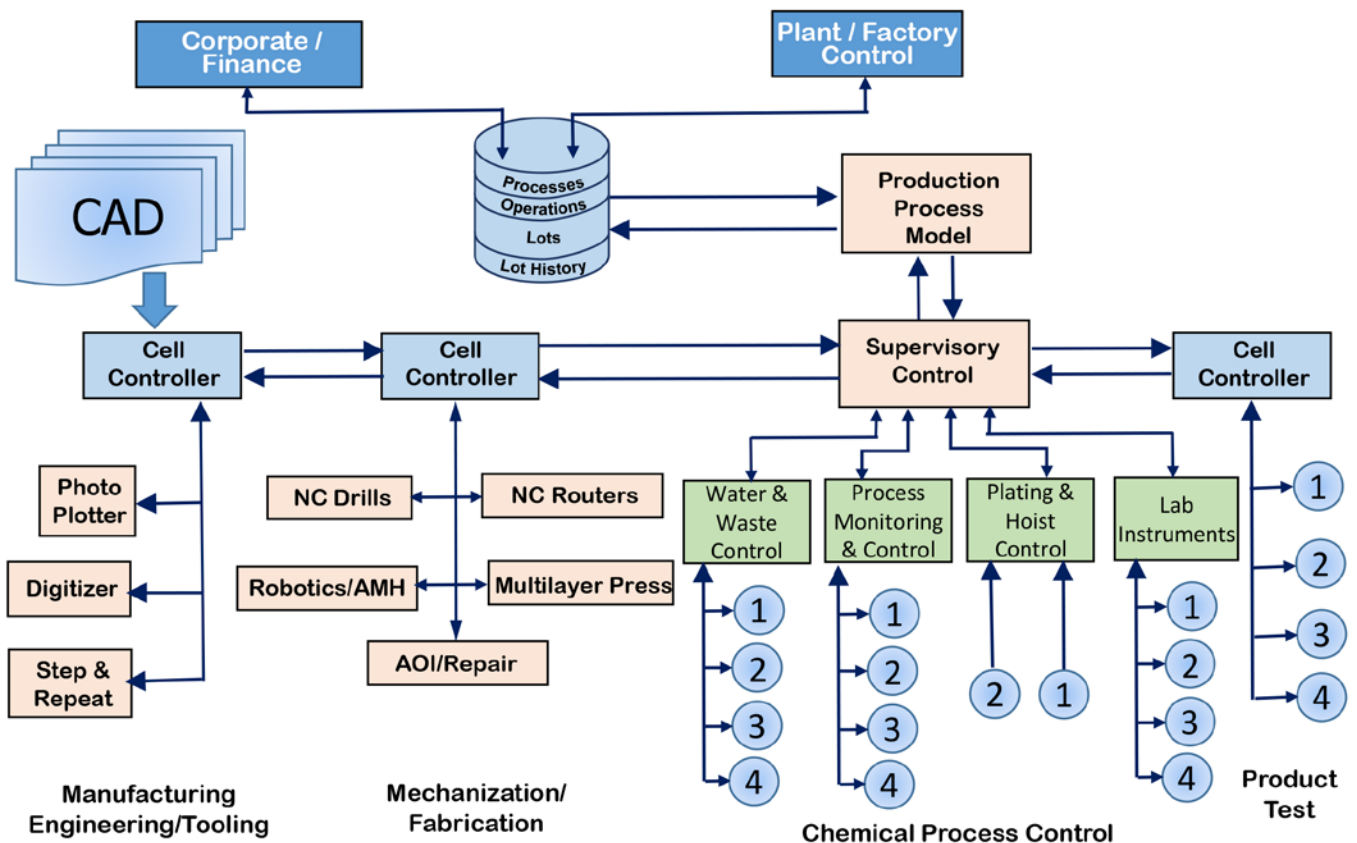 Corporate /
Finance
Plant / Factory
Control
CAD
Processes
Operations
Lots
Lot History
Production
Process
Model
Cell
Controller
Cell
Controller
Supervisory
Control
Cell
Controller
Photo
Plotter
Digitizer
Step &
Repeat
NC Drills
NC Routers
Robotics/AMH
Multilayer Press
AOI/Repair
Water &
Waste
Control
Process
Monitoring
& Control
Plating &
Hoist
Control
Lab
Instruments
1
2
3
4
1
2
3
4
2
1
1
2
3
4
1
2
3
4
Manufacturing
Engineering/Tooling
Mechanization/
Fabrication
Chemical Process Control
Product
Test